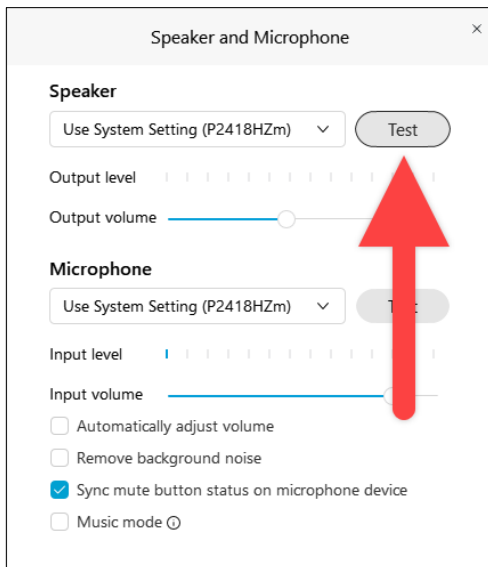 Speaker and Microphone
Speaker
Use System Setting (P2418HZm)
Test
Output level
Output volume
Microphone
Use System Setting (P2418HZm)
Input level
Input volume
Automatically adjust volume
Remove background noise
Sync mute button status on microphone device
Music mode